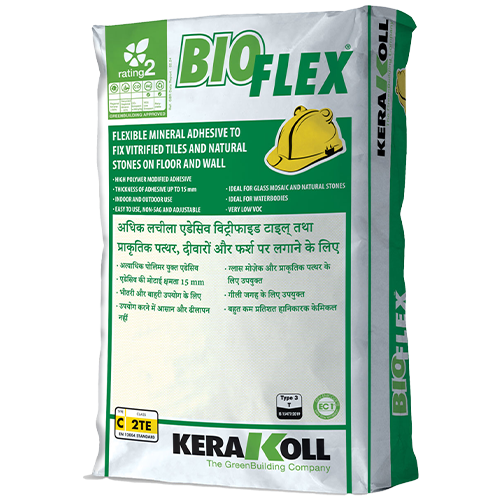 rating2
GREENBUILDING APPROVED
BIOFLEX®
KERAKOLL
FLEXIBLE MINERAL ADHESIVE TO
FIX VITRIFIED TILES AND NATURAL
STONES ON FLOOR AND WALL
• HIGH POLYMER MODIFIED ADHESIVE
• THICKNESS OF ADHESIVE UP TO 15 mm
• INDOOR AND OUTDOOR USE
• EASY TO USE, NON-SAG AND ADJUSTABLE
• IDEAL FOR GLASS MOSAIC AND NATURAL STONES
• IDEAL FOR WATERBODIES
• VERY LOW VOC
अधिक लचीला एडेसिव विट्रीफाइड टाइल् तथा
प्राकृतिक पत्थर, दीवारों और फर्श पर लगाने के लिए
• अत्याधिक पोलिमर युक्त एडेसिव
• एडेसिव की मोटाई क्षमता 15 mm
• भीतरी और बाहरी उपयोग के लिए
• उपयोग करने में आसान और ढीलापन
नहीं
• ग्लास मोज़ेक और प्राकृतिक पत्थर के
लिए उपयुक्त
• गीली जगह के लिए उपयुक्त
• बहुत कम प्रतिशत हानिकारक केमिकल
CLASS
C 2TE
EN 12004 STANDARD
Type 3
T
IS 15477:2019
ECT
KERAKOLL
The GreenBuilding Company
BIOFLEX